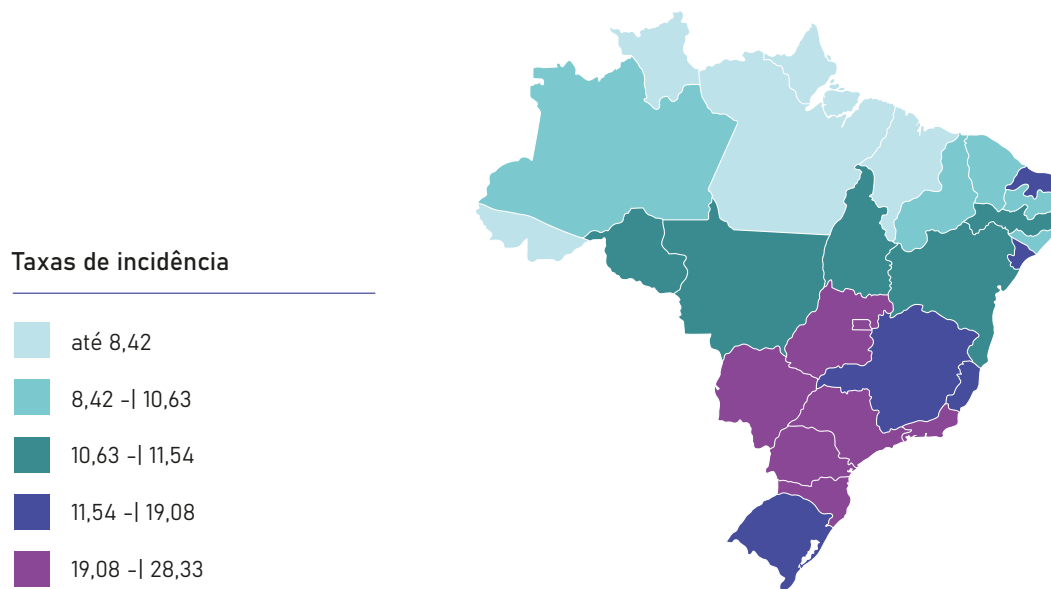 Taxas de incidência
até 8,42
8,42 -| 10,63
10,63 -| 11,54
11,54 -| 19,08
19,08 -| 28,33